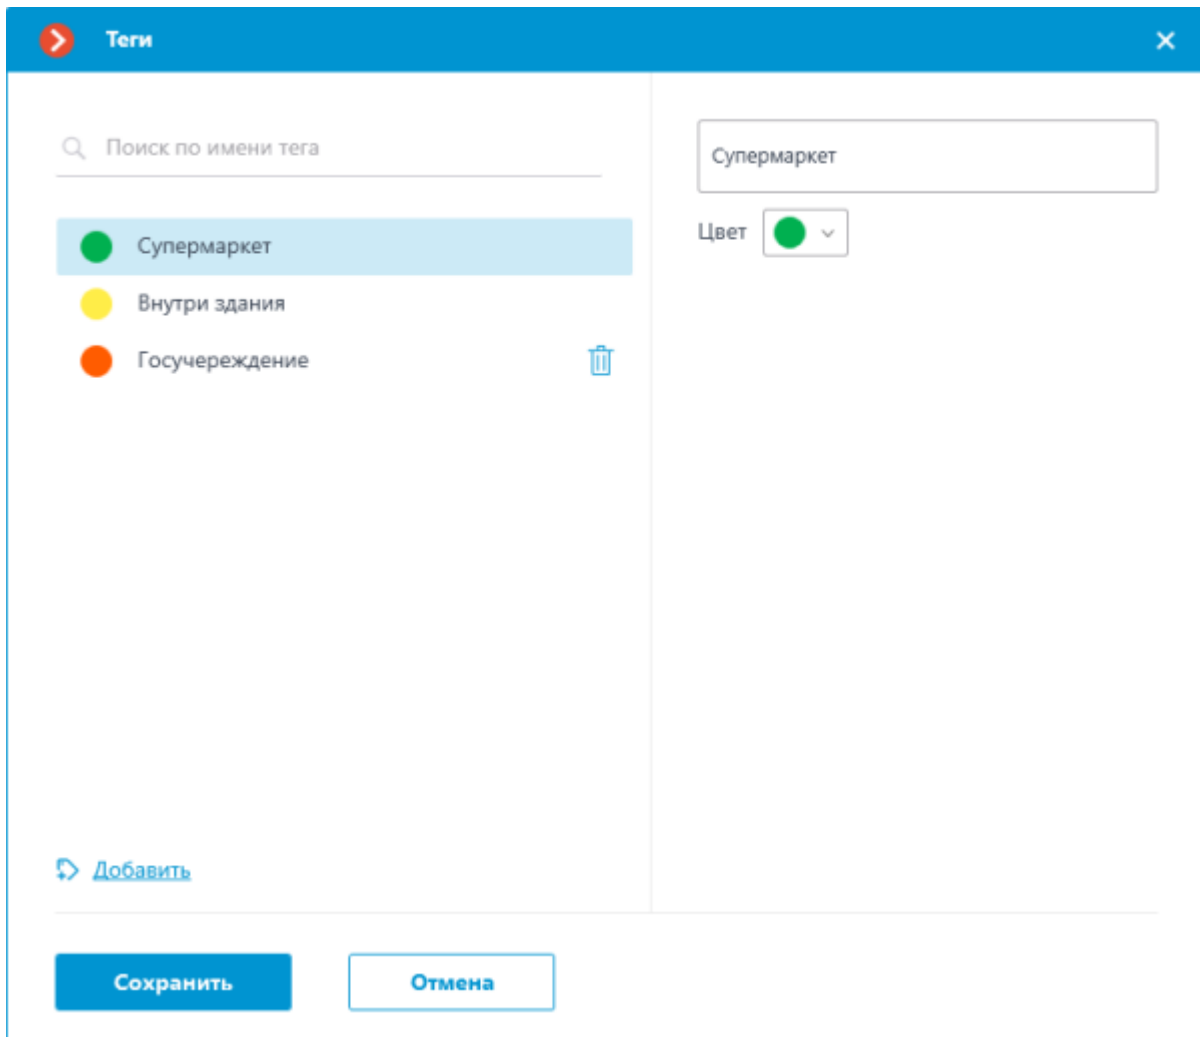 Теги
Поиск по имени тега
Супермаркет
Внутри здания
Госучереждение
Добавить
Супермаркет
Цвет
Сохранить
Отмена